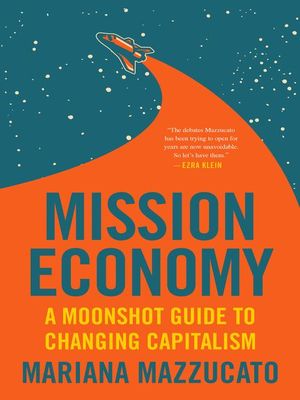 "The debates Mazzucato
has been trying to open for
years are now unavoidable.
So let's have them."
— EZRA KLEIN
MISSION
ECONOMY
A MOONSHOT GUIDE TO
CHANGING CAPITALISM
MARIANA MAZZUCATO